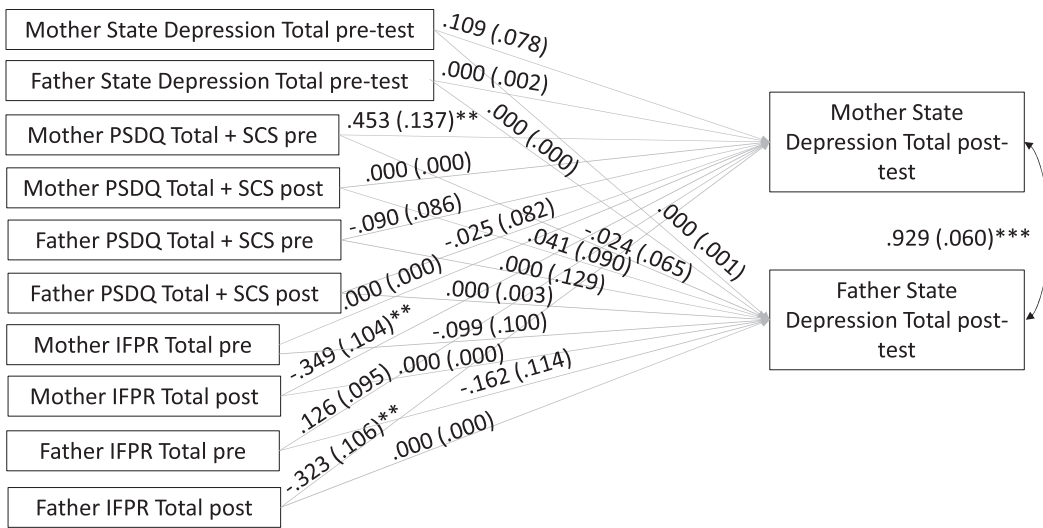 Mother State Depression Total pre-test
Father State Depression Total pre-test
Mother PSDQ Total + SCS pre
Mother PSDQ Total + SCS post
Father PSDQ Total + SCS pre
Father PSDQ Total + SCS post
Mother IFPR Total pre
Mother IFPR Total post
Father IFPR Total pre
Father IFPR Total post
.109 (.078)
.000 (.002)
.000 (.000)
.453 (.137)**
.000 (.000)
-.090 (.086)
-.025 (.082)
.041 (.090)
-.024 (.065)
.000 (.001)
.000 (.129)
.000 (.000)
.000 (.003)
-.349 (.104)**
-.099 (.100)
.126 (.095)
.000 (.000)
-.162 (.114)
-.323 (.106)**
.000 (.000)
Mother State
Depression Total post-
test
.929 (.060)***
Father State
Depression Total post-
test